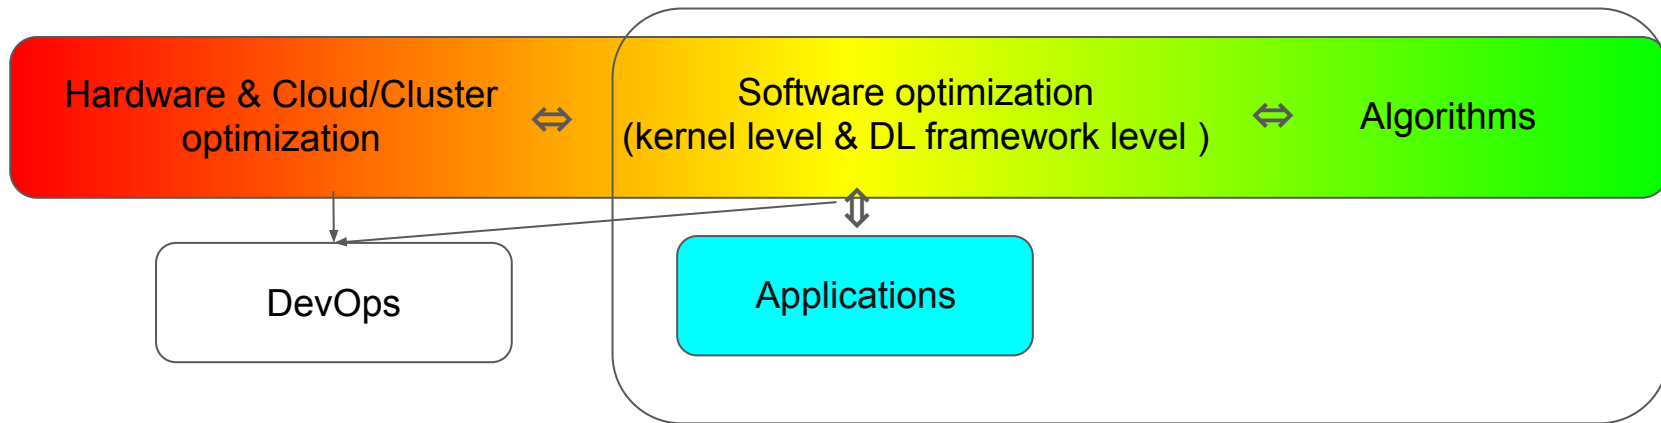 Hardware & Cloud/Cluster
optimization
⇔
Software optimization
(kernel level & DL framework level )
⇔
Algorithms
⇕
DevOps
Applications